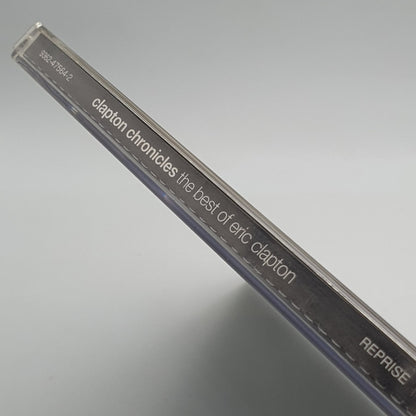 9362-47564-2
clapton chronicles the best of eric clapton
REPRISE